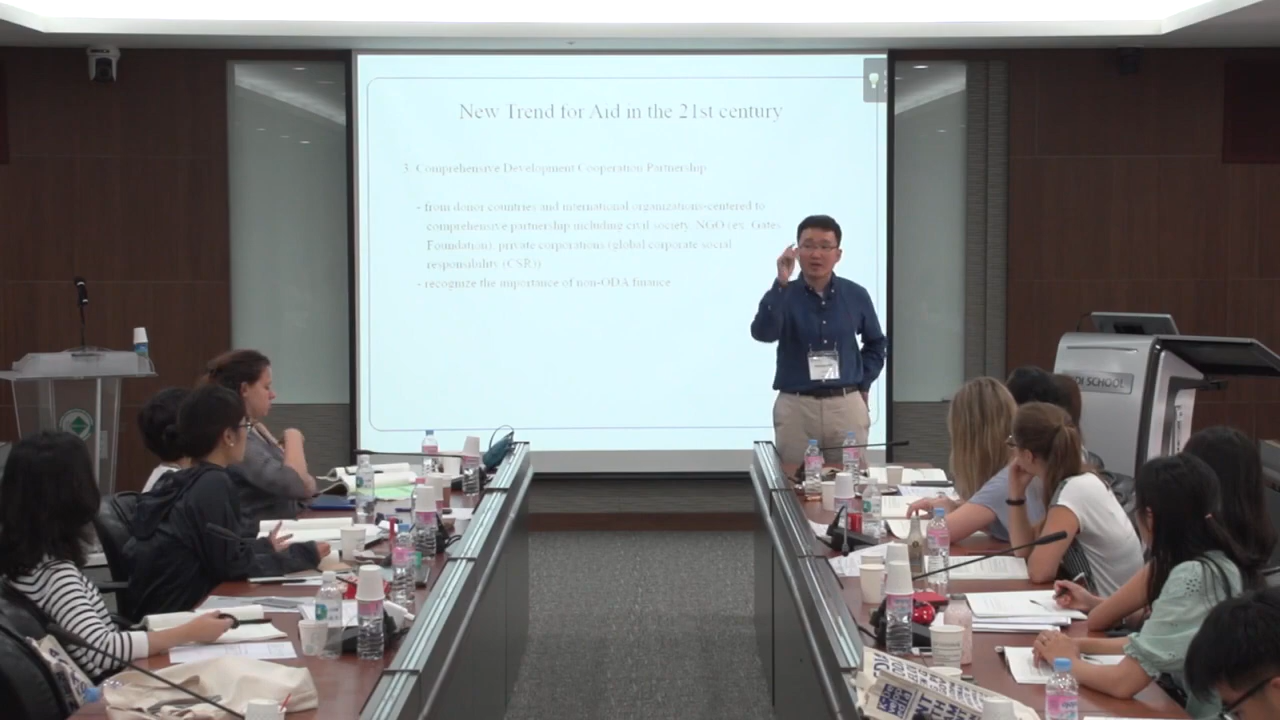 New Trend for Aid in the 21st century
3. Comprehensive Development Cooperation Partnership
- from donor countries and international organizations-centered to
comprehensive partnership including civil society, NGO (ex. Gates
Foundation), private corporations (global corporate social
responsibility (CSR))
- recognize the importance of non-ODA finance
DI SCHOOL